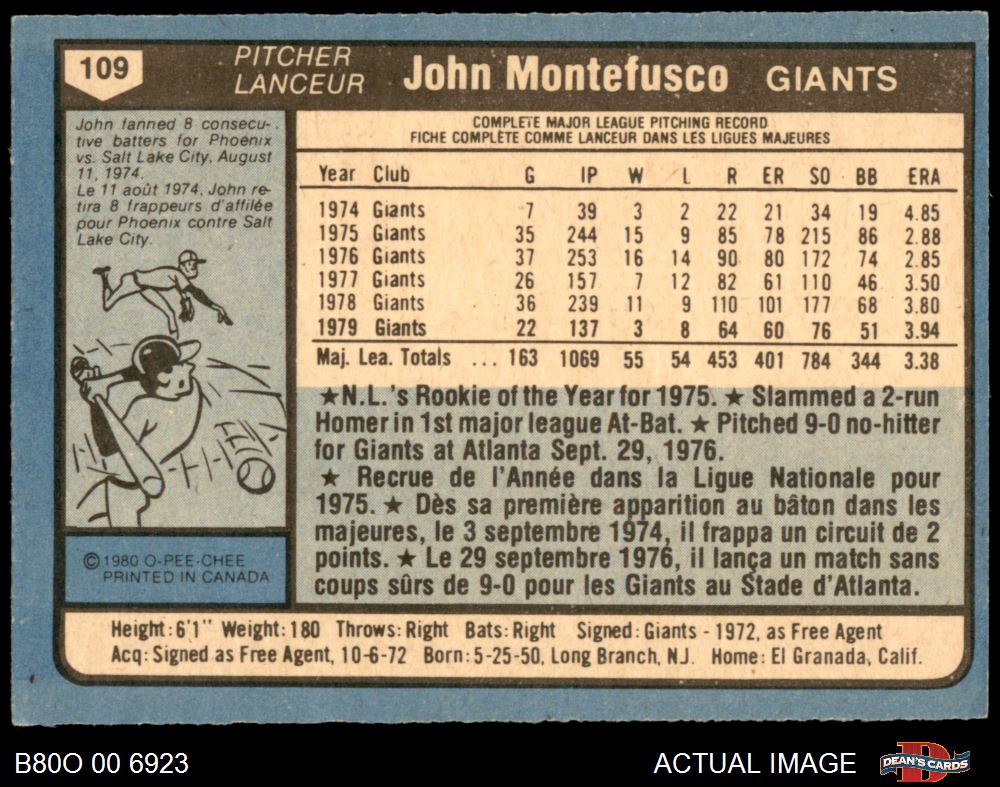 109
PITCHER
LANCEUR
John Montefusco GIANTS
John fanned 8 consecu-
tive batters for Phoenix
vs. Salt Lake City, August
11, 1974.
Le 11 août 1974, John re-
tira 8 frappeurs d'affilée
pour Phoenix contre Salt
Lake City.
©1980 O-PEE-CHEE
PRINTED IN CANADA
COMPLETE MAJOR LEAGUE PITCHING RECORD
FICHE COMPLÈTE COMME LANCEUR DANS LES LIGUES MAJEURES
Year Club G IP W L R ER SO BB ERA
1974 Giants 7 39 3 2 22 21 34 19 4.85
1975 Giants 35 244 15 9 85 78 215 86 2.88
1976 Giants 37 253 16 14 90 80 172 74 2.85
1977 Giants 26 157 7 12 82 61 110 46 3.50
1978 Giants 36 239 11 9 110 101 177 68 3.80
1979 Giants 22 137 3 8 64 60 76 51 3.94
Maj. Lea. Totals ... 163 1069 55 54 453 401 784 344 3.38
★N.L.'s Rookie of the Year for 1975. ★ Slammed a 2-run
Homer in 1st major league At-Bat. ★ Pitched 9-0 no-hitter
for Giants at Atlanta Sept. 29, 1976.
★ Recrue de l'Année dans la Ligue Nationale pour
1975. ★ Dès sa première apparition au bâton dans les
majeures, le 3 septembre 1974, il frappa un circuit de 2
points. ★ Le 29 septembre 1976, il lança un match sans
coups sûrs de 9-0 pour les Giants au Stade d'Atlanta.
Height: 6'1" Weight: 180 Throws: Right Bats: Right Signed: Giants - 1972, as Free Agent
Acq: Signed as Free Agent, 10-6-72 Born: 5-25-50, Long Branch, N.J. Home: El Granada, Calif.
B80O 00 6923
ACTUAL IMAGE
DEAN'S CARDS